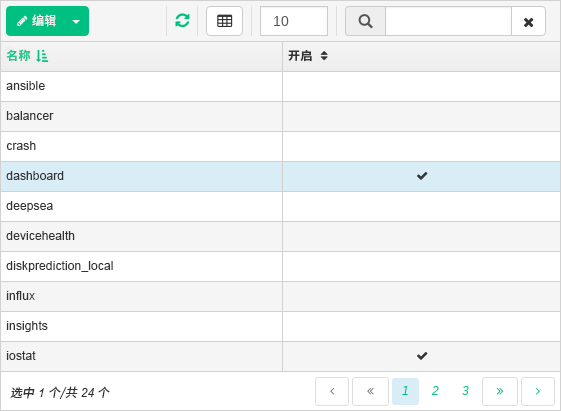 编辑 10
名称 开启
ansible
balancer
crash
dashboard
deepsea
devicehealth
diskprediction_local
influx
insights
iostat
选中 1 个/共 24 个 ‹ « 1 2 3 » ›